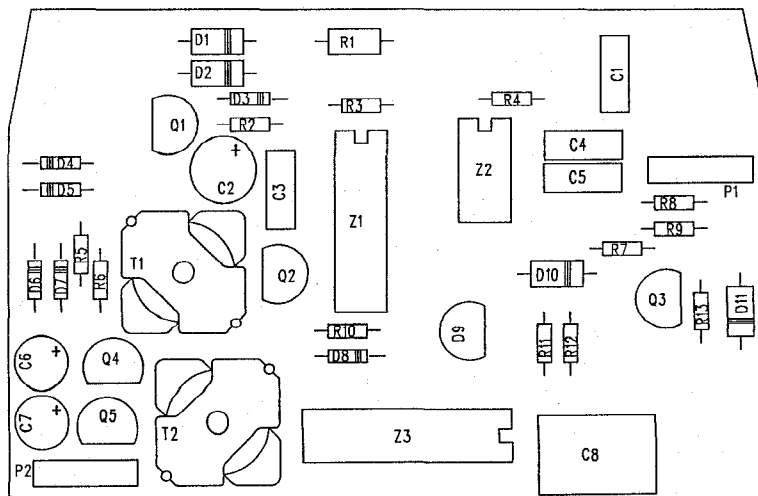 D1
R1
D2
C1
D3
R3
R4
Q1
R2
C4
D4
Z2
C2
C3
C5
D5
P1
R8
Z1
R9
R5
R7
T1
Q2
D6
D7
R6
D10
Q3
R13
D11
R10
D9
R11
R12
C6
Q4
D8
C7
Q5
T2
Z3
C8
P2